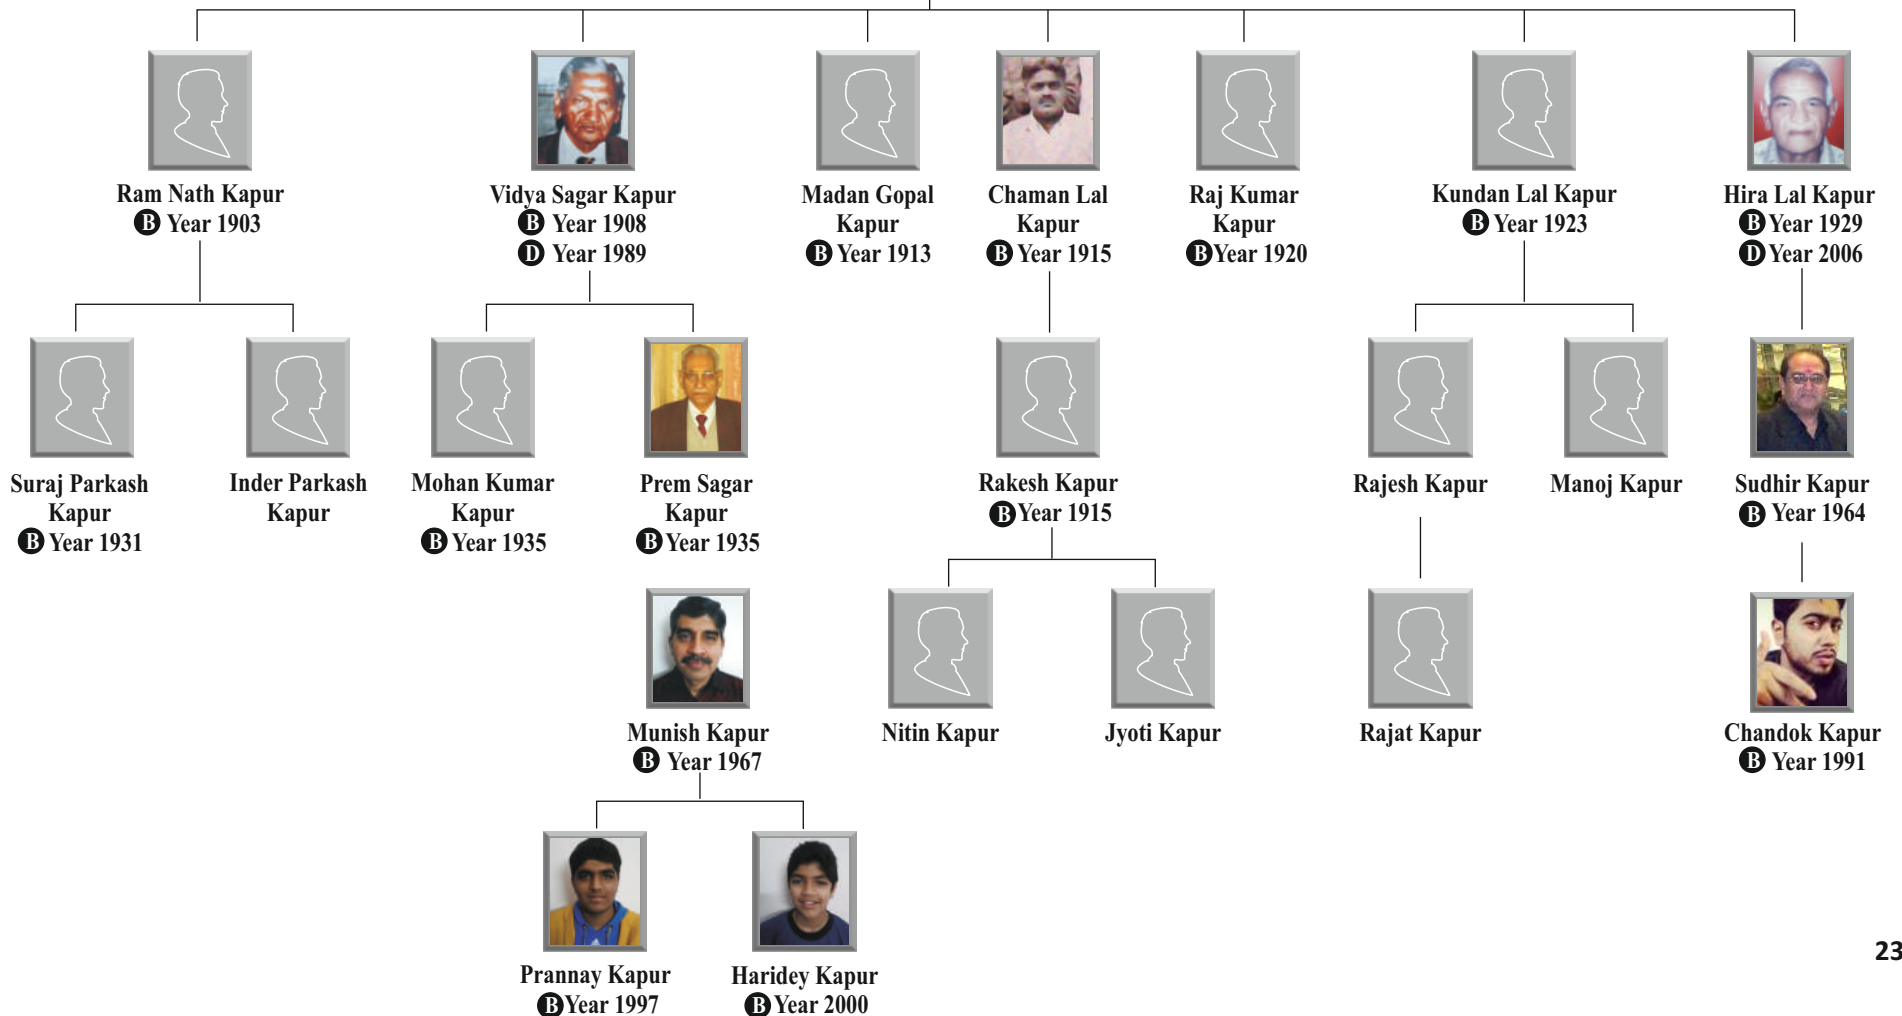 Ram Nath Kapur
B Year 1903
Vidya Sagar Kapur
B Year 1908
D Year 1989
Madan Gopal
Kapur
B Year 1913
Chaman Lal
Kapur
B Year 1915
Raj Kumar
Kapur
B Year 1920
Kundan Lal Kapur
B Year 1923
Hira Lal Kapur
B Year 1929
D Year 2006
Suraj Parkash
Kapur
B Year 1931
Inder Parkash
Kapur
Mohan Kumar
Kapur
B Year 1935
Prem Sagar
Kapur
B Year 1935
Rakesh Kapur
B Year 1915
Rajesh Kapur
Manoj Kapur
Sudhir Kapur
B Year 1964
Munish Kapur
B Year 1967
Nitin Kapur
Jyoti Kapur
Rajat Kapur
Chandok Kapur
B Year 1991
Prannay Kapur
B Year 1997
Haridey Kapur
B Year 2000
23